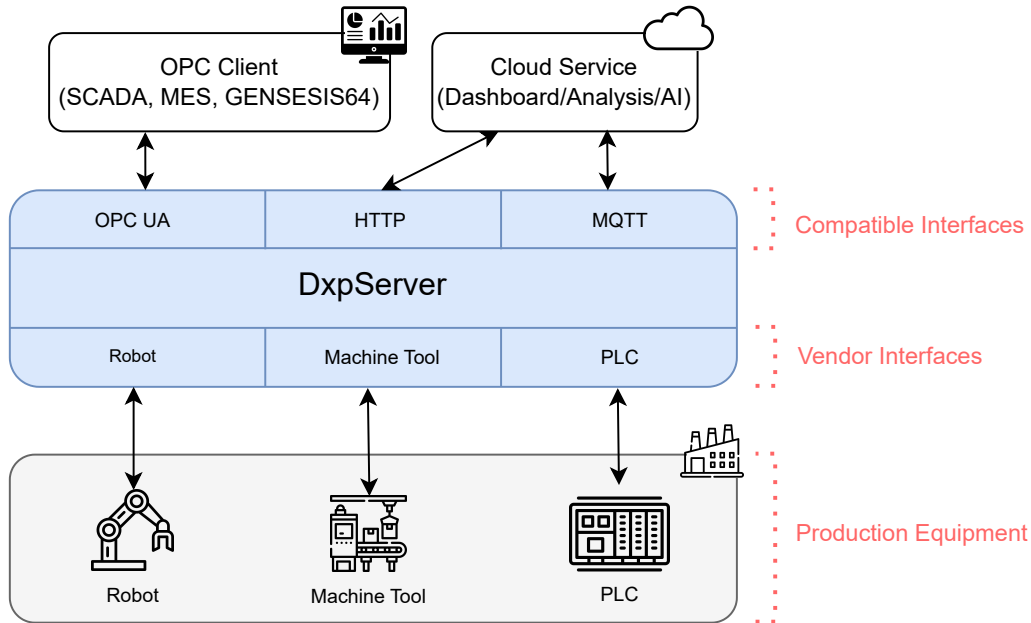 OPC Client
(SCADA, MES, GENSESIS64)
Cloud Service
(Dashboard/Analysis/AI)
OPC UA
HTTP
MQTT
Compatible Interfaces
DxpServer
Robot
Machine Tool
PLC
Vendor Interfaces
Production Equipment
Robot
Machine Tool
PLC